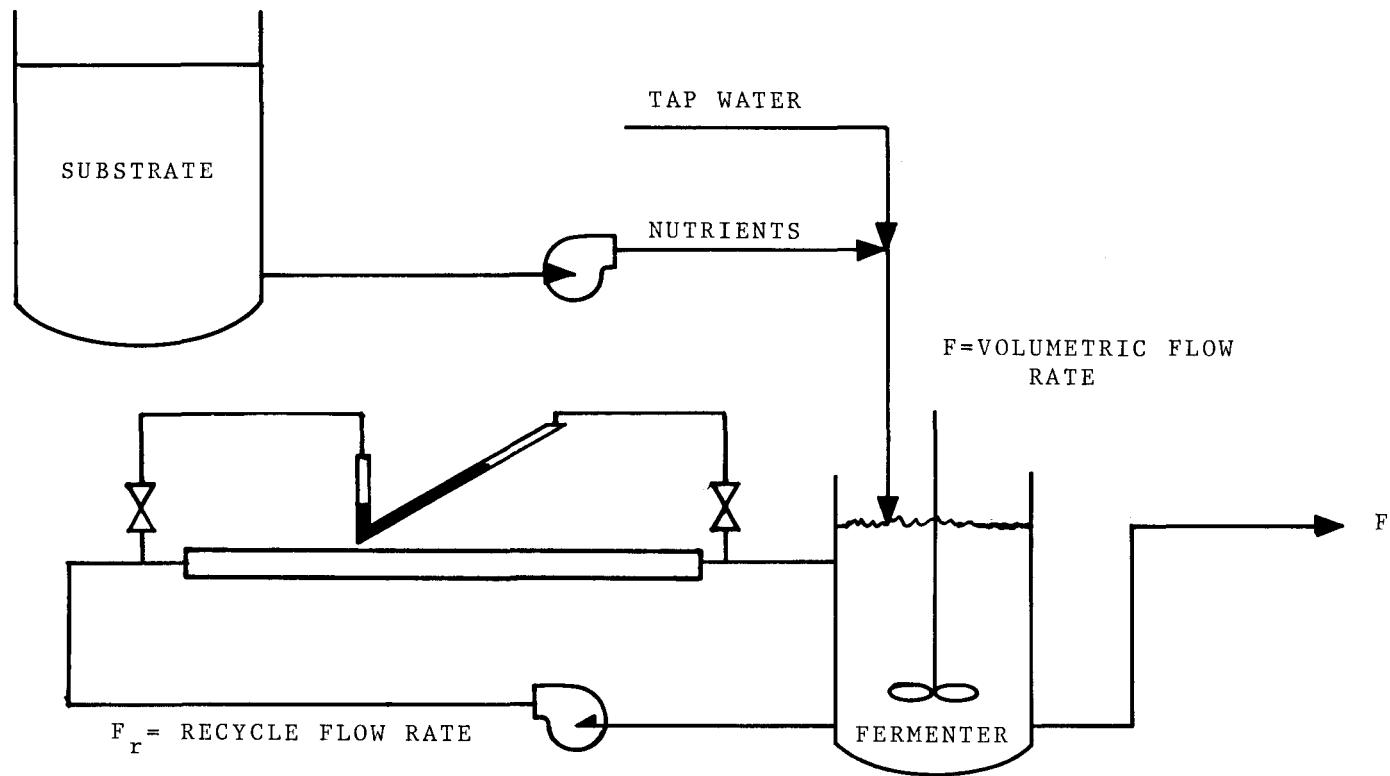 TAP WATER
SUBSTRATE
NUTRIENTS
F=VOLUMETRIC FLOW
RATE
F
F_r= RECYCLE FLOW RATE
FERMENTER